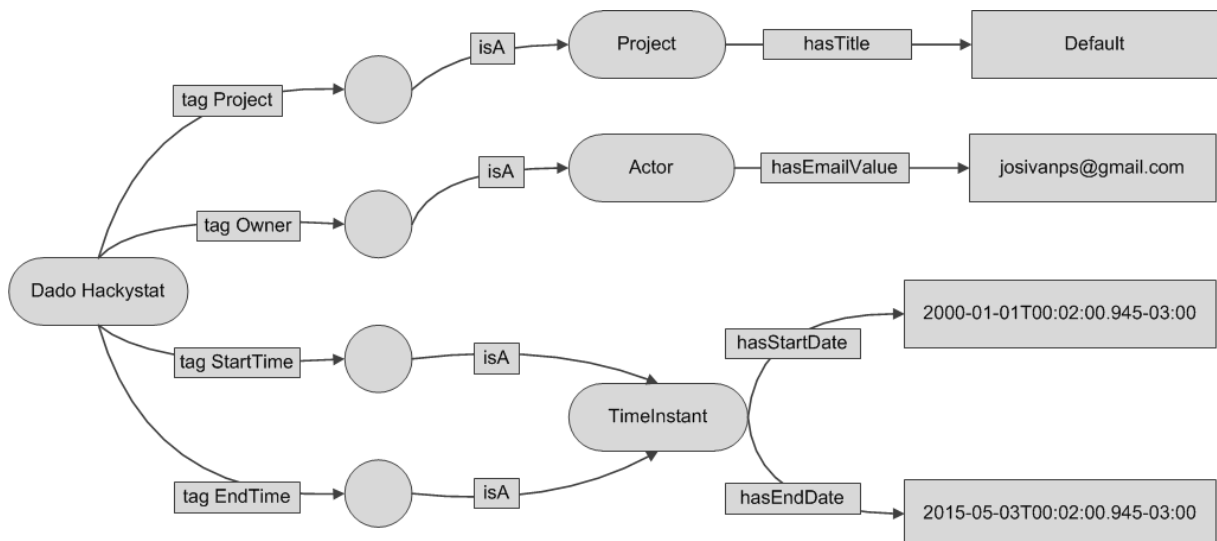 isA
Project
hasTitle
Default
tag Project
isA
Actor
hasEmailValue
josivanps@gmail.com
tag Owner
Dado Hackystat
2000-01-01T00:02:00.945-03:00
hasStartDate
tag StartTime
isA
TimeInstant
tag EndTime
isA
hasEndDate
2015-05-03T00:02:00.945-03:00